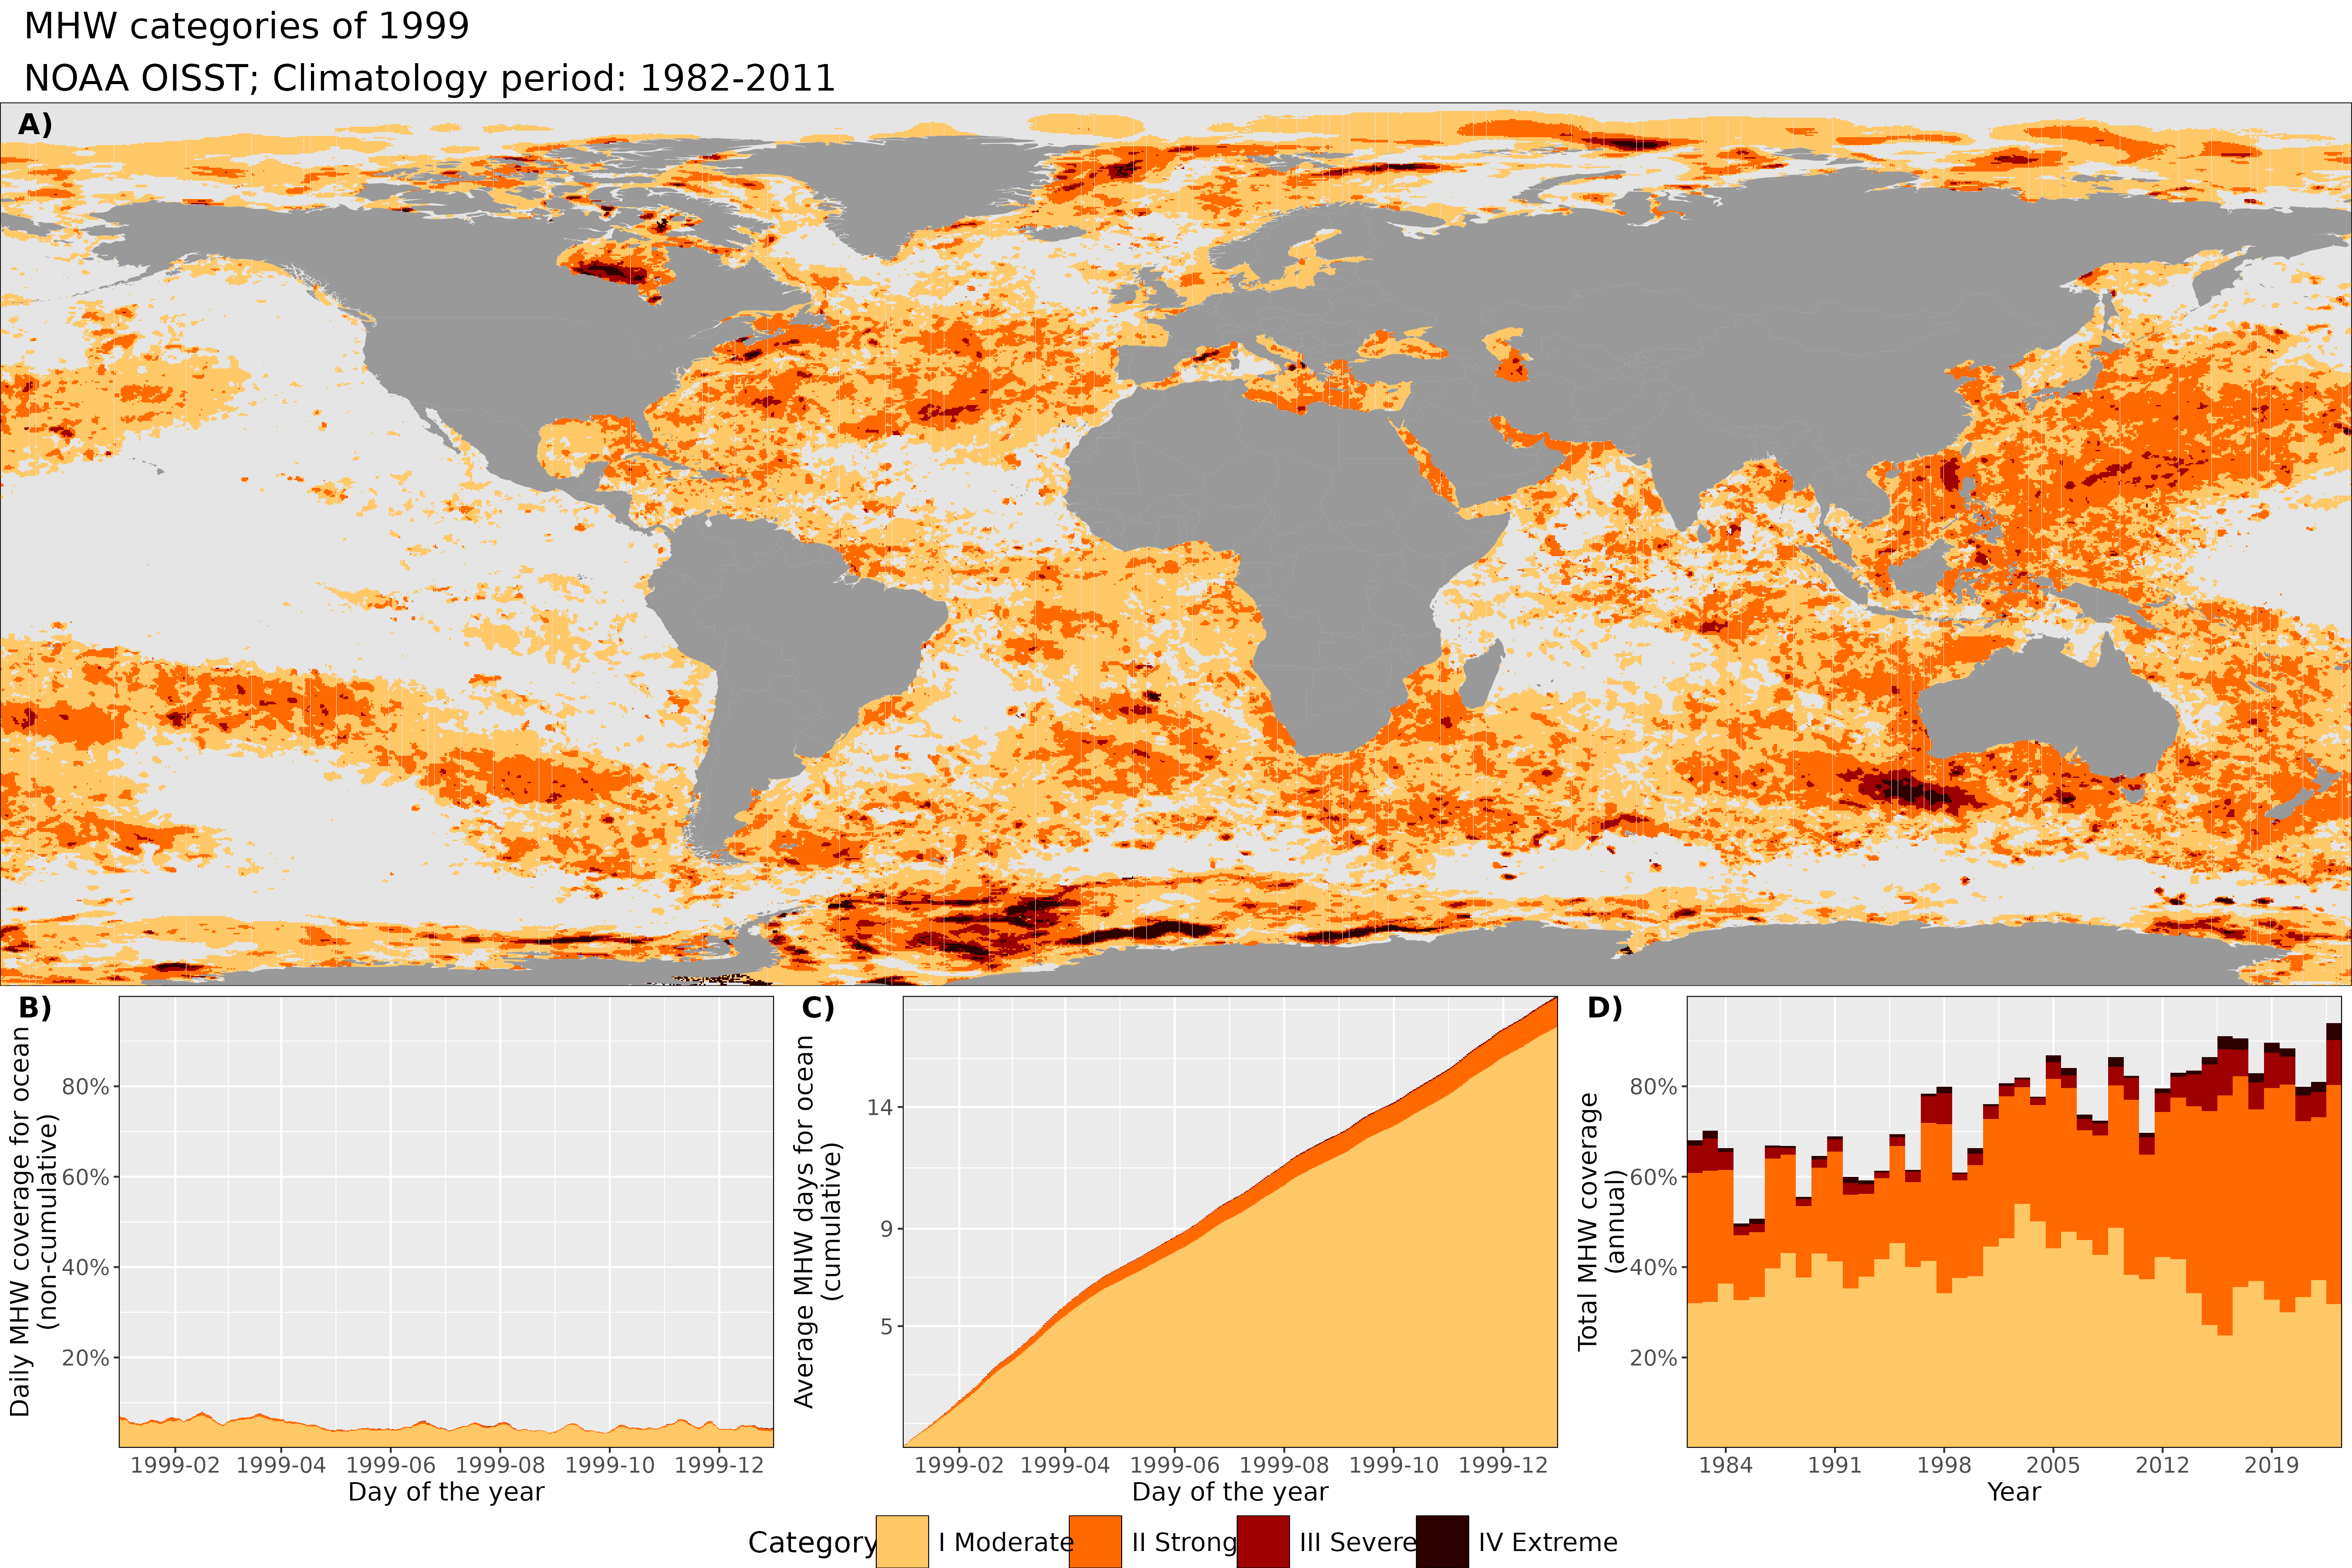 MHW categories of 1999
NOAA OISST; Climatology period: 1982-2011
A)
B)
Daily MHW coverage for ocean
(non-cumulative)
80%
60%
40%
20%
1999-02 1999-04 1999-06 1999-08 1999-10 1999-12
Day of the year
C)
Average MHW days for ocean
(cumulative)
14
9
5
1999-02 1999-04 1999-06 1999-08 1999-10 1999-12
Day of the year
D)
Total MHW coverage
(annual)
80%
60%
40%
20%
1984 1991 1998 2005 2012 2019
Year
Category I Moderate II Strong III Severe IV Extreme